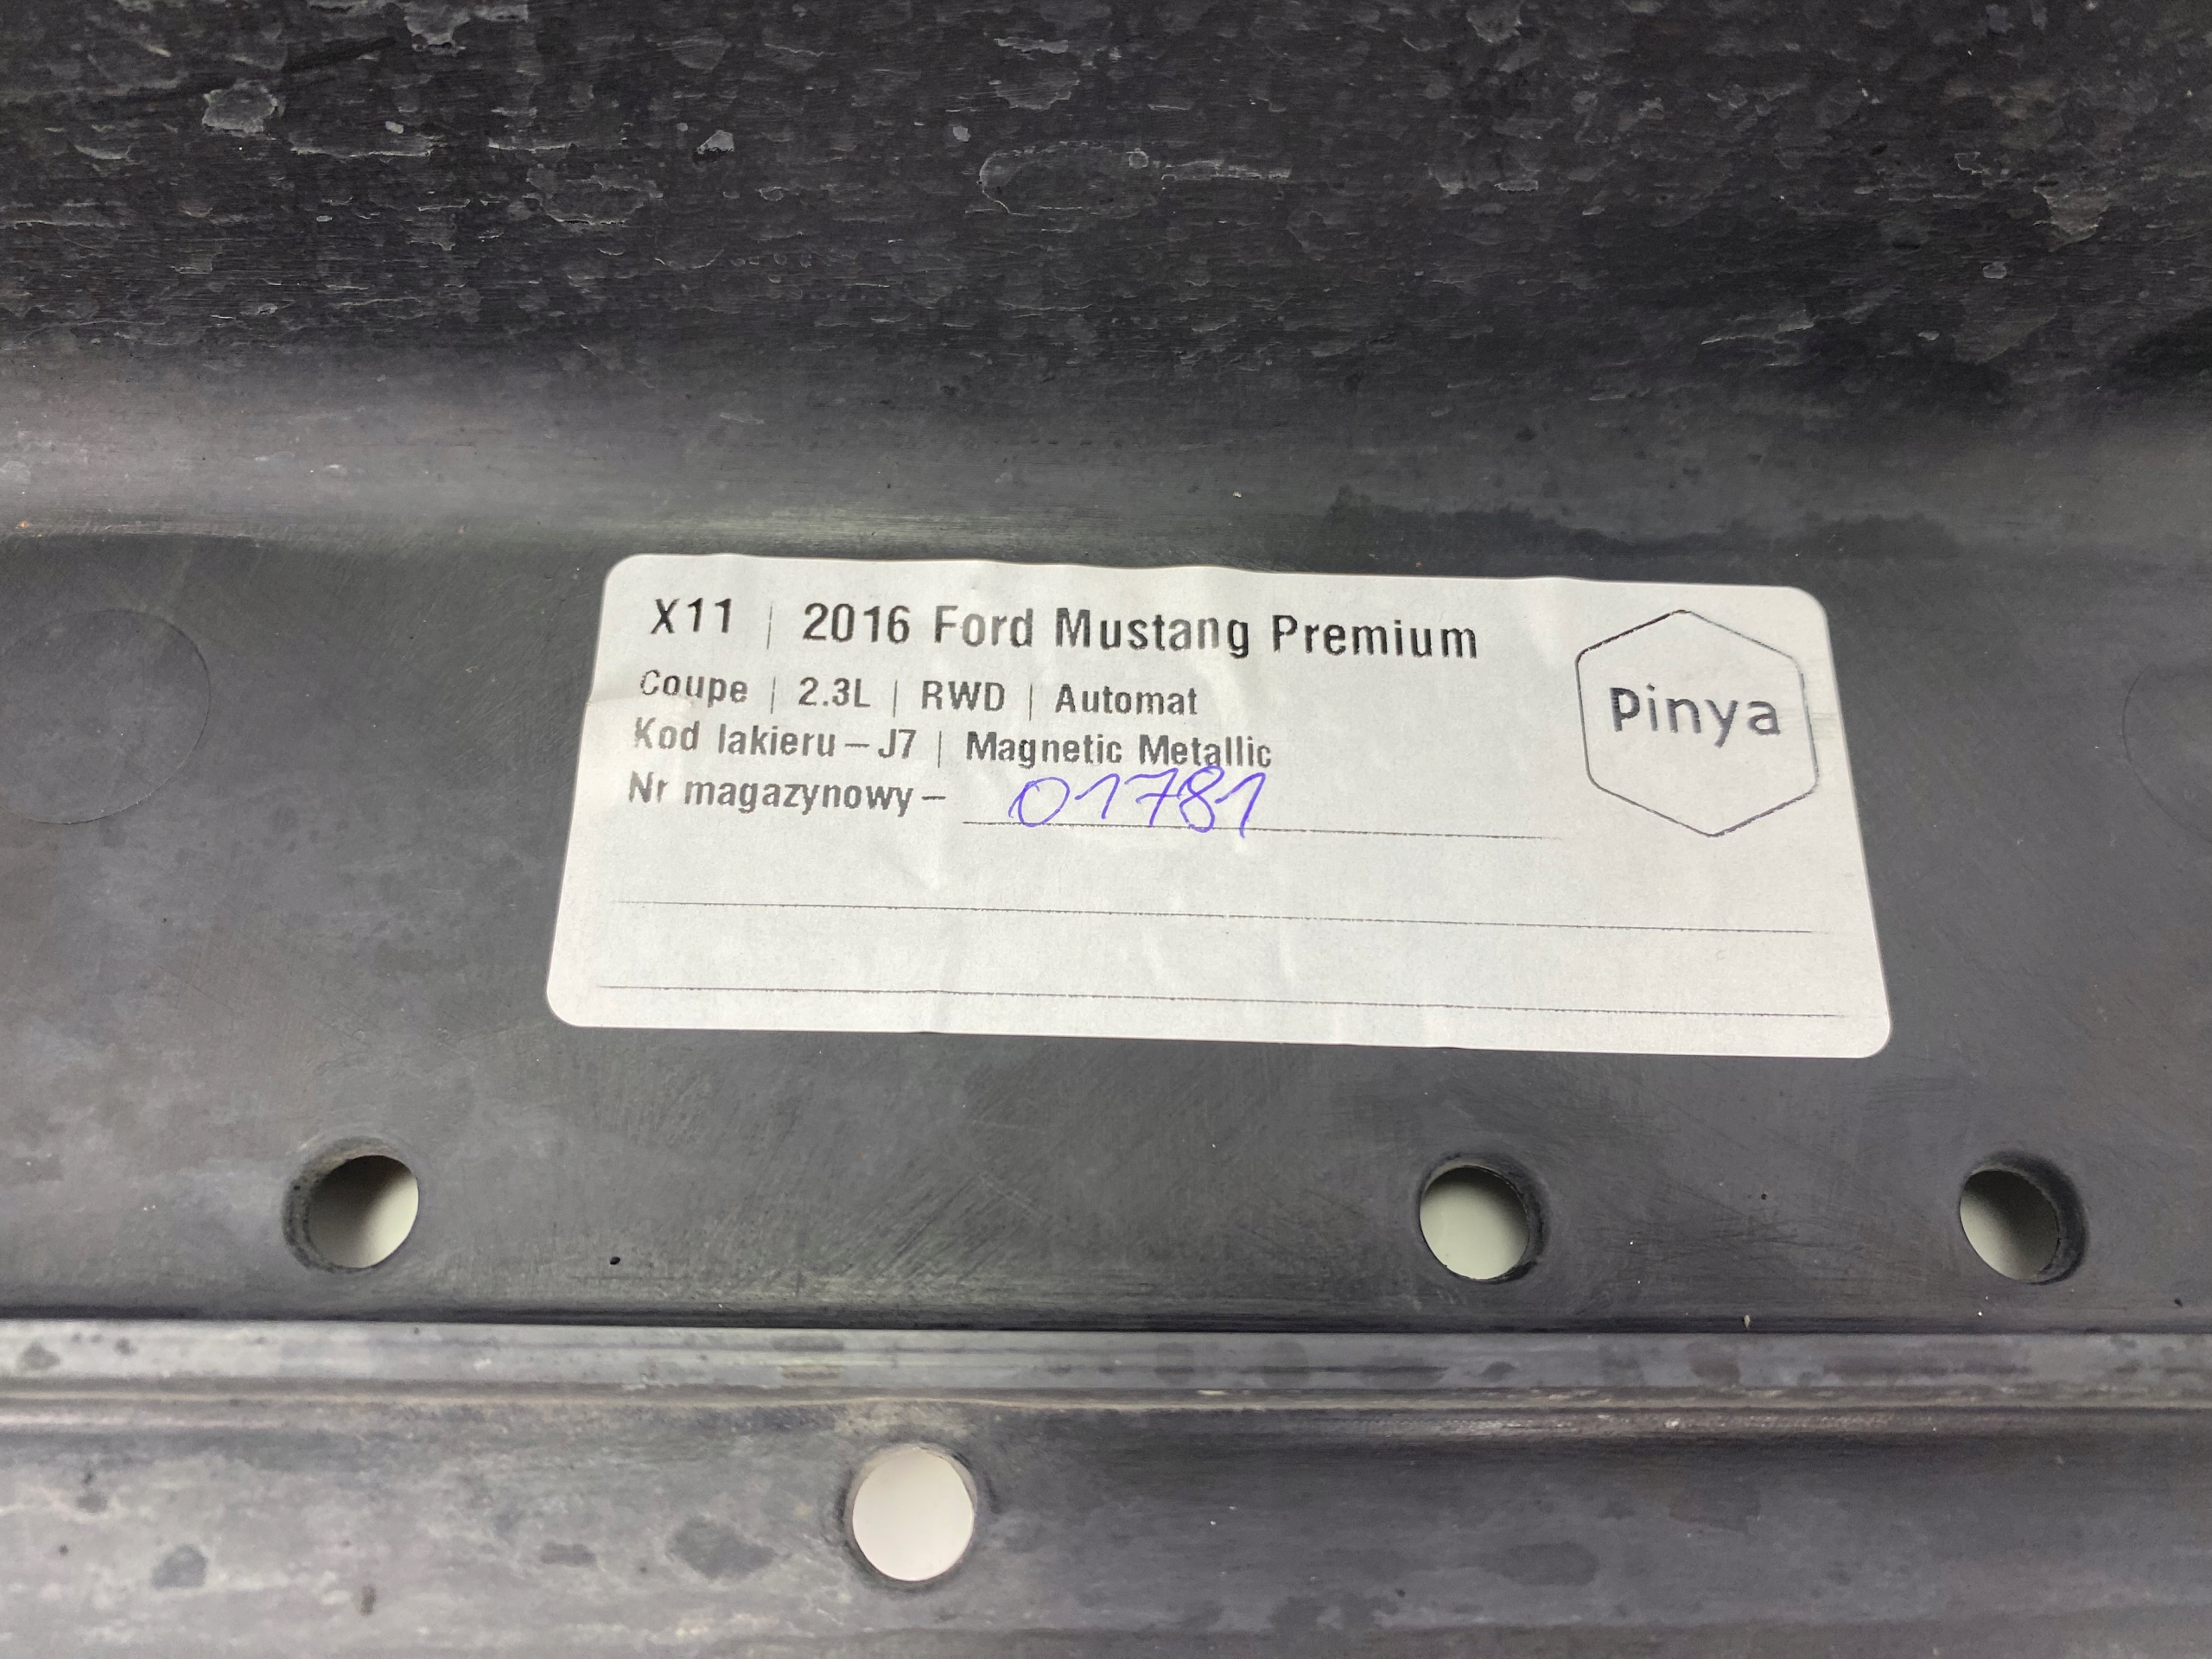 X11 | 2016 Ford Mustang Premium
Coupe | 2.3L | RWD | Automat
Kod lakieru – J7 | Magnetic Metallic
Nr magazynowy – 01781
Pinya